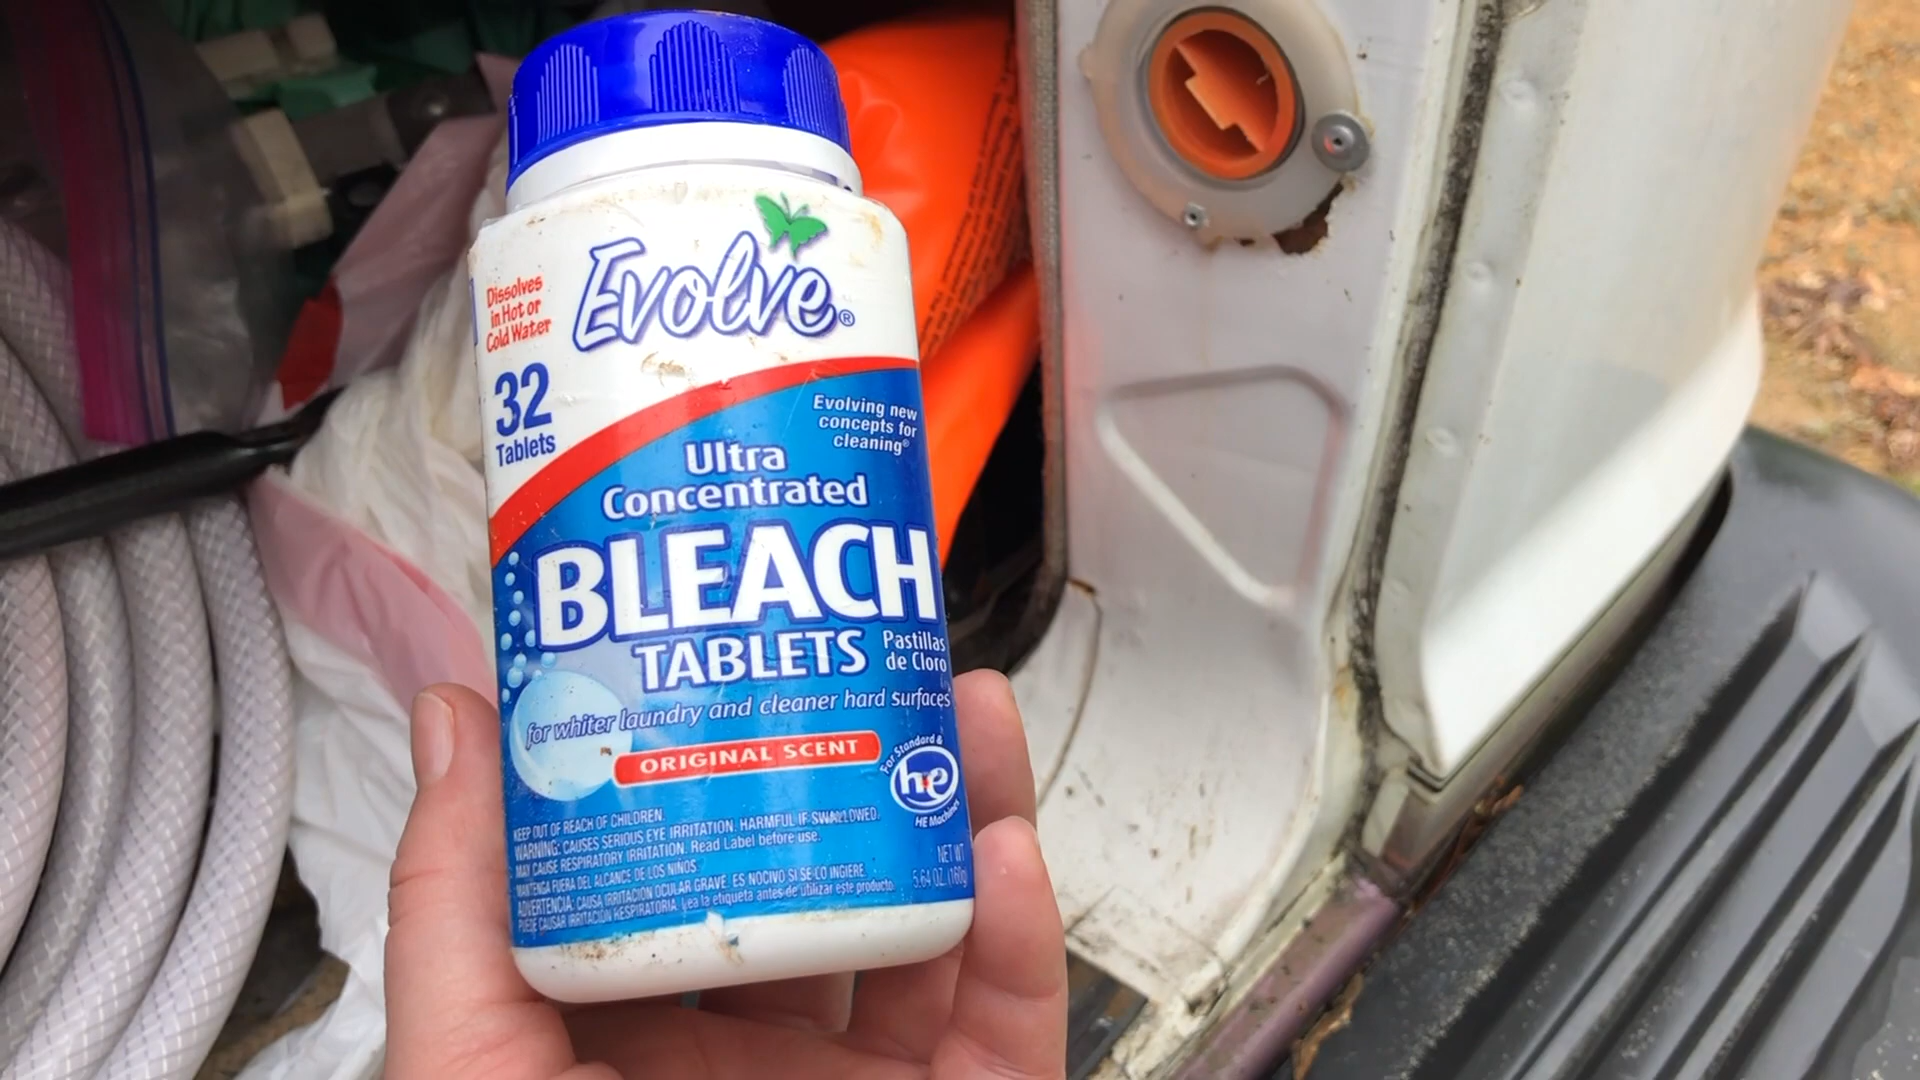 Evolve®
Dissolves
in Hot or
Cold Water
32
Tablets
Evolving new
concepts for
cleaning®
Ultra
Concentrated
BLEACH
TABLETS
Pastillas
de Cloro
for whiter laundry and cleaner hard surfaces
ORIGINAL SCENT
For Standard &
he
HE Machines
KEEP OUT OF REACH OF CHILDREN.
WARNING: CAUSES SERIOUS EYE IRRITATION. HARMFUL IF SWALLOWED.
MAY CAUSE RESPIRATORY IRRITATION. Read Label before use.
MANTENGA FUERA DEL ALCANCE DE LOS NIÑOS
ADVERTENCIA: CAUSA IRRITACIÓN OCULAR GRAVE. ES NOCIVO SI SE LO INGIERE.
PUEDE CAUSAR IRRITACIÓN RESPIRATORIA. Lea la etiqueta antes de utilizar este producto.
NET WT
5.64 OZ. (160g)